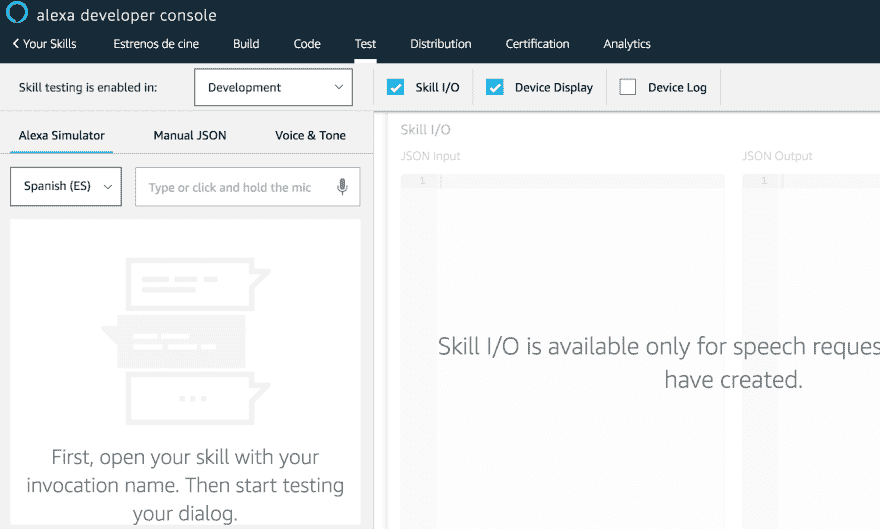 alexa developer console
Your Skills Estrenos de cine Build Code Test Distribution Certification Analytics
Skill testing is enabled in: Development Skill I/O Device Display Device Log
Alexa Simulator Manual JSON Voice & Tone
Spanish (ES) Type or click and hold the mic
First, open your skill with your
invocation name. Then start testing
your dialog.
Skill I/O
JSON Input JSON Output
1 1
Skill I/O is available only for speech
have created.